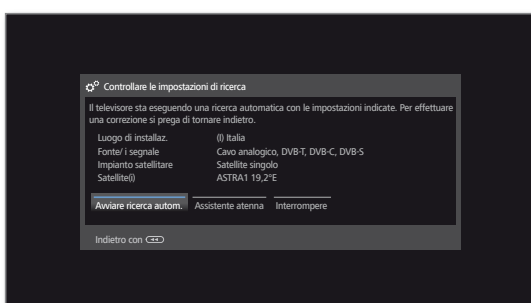 Controllare le impostazioni di ricerca
Il televisore sta eseguendo una ricerca automatica con le impostazioni indicate. Per effettuare
una correzione si prega di tornare indietro.
Luogo di installaz. (I) Italia
Fonte/ i segnale Cavo analogico, DVB-T, DVB-C, DVB-S
Impianto satellitare Satellite singolo
Satellite(i) ASTRA1 19,2°E
Avviare ricerca autom. Assistente atenna Interrompere
Indietro con